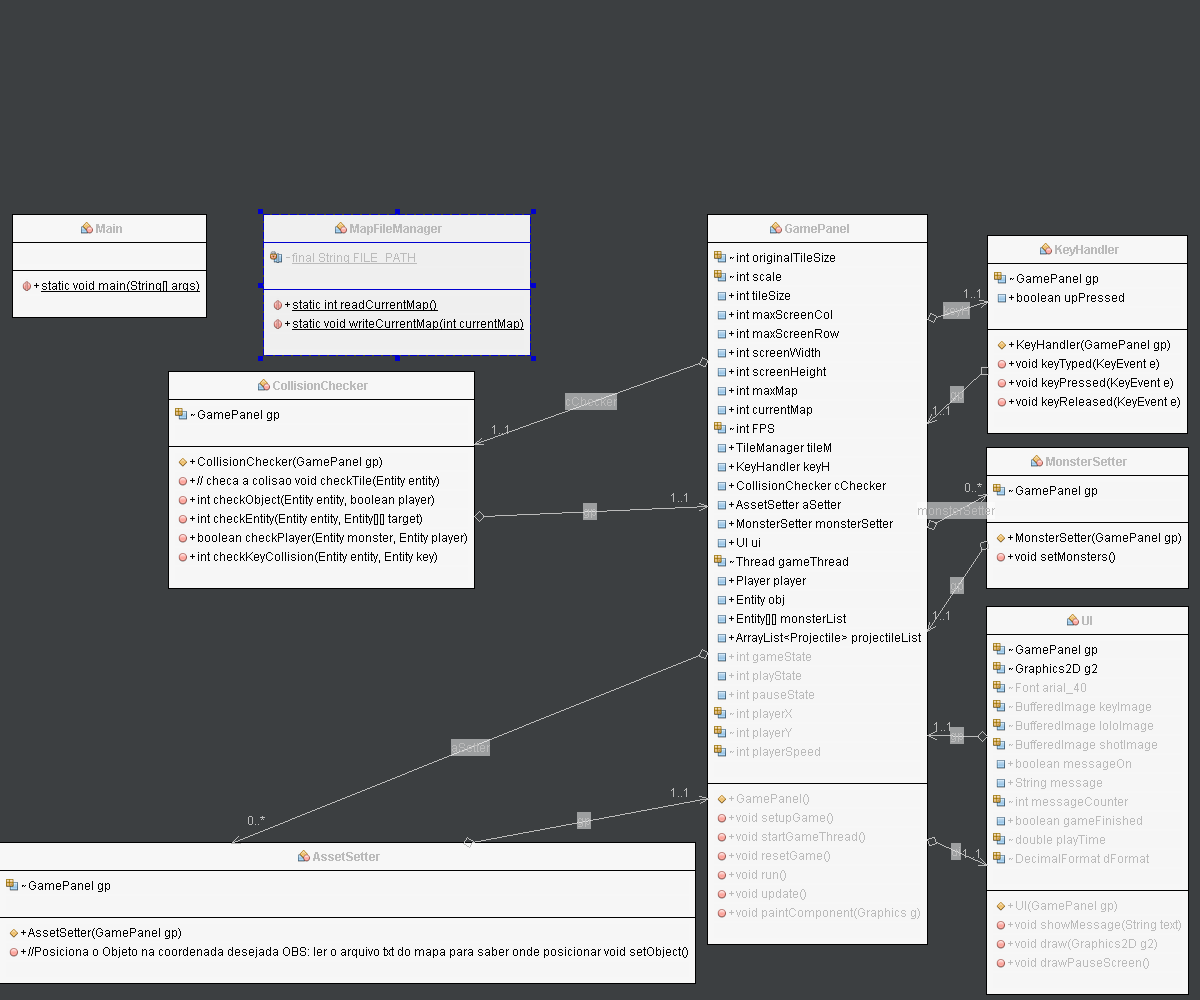 Main
+static void main(String[] args)
MapFileManager
~final String FILE_PATH
+static int readCurrentMap()
+static void writeCurrentMap(int currentMap)
CollisionChecker
~GamePanel gp
+CollisionChecker(GamePanel gp)
+// checa a colisao void checkTile(Entity entity)
+int checkObject(Entity entity, boolean player)
+int checkEntity(Entity entity, Entity[][] target)
+boolean checkPlayer(Entity monster, Entity player)
+int checkKeyCollision(Entity entity, Entity key)
cChecker
1..1
gp
1..1
aSetter
0..*
gp
1..1
AssetSetter
~GamePanel gp
+AssetSetter(GamePanel gp)
+//Posiciona o Objeto na coordenada desejada OBS: ler o arquivo txt do mapa para saber onde posicionar void setObject()
GamePanel
~int originalTileSize
~int scale
+int tileSize
+int maxScreenCol
+int maxScreenRow
+int screenWidth
+int screenHeight
+int maxMap
+int currentMap
~int FPS
+TileManager tileM
+KeyHandler keyH
+CollisionChecker cChecker
+AssetSetter aSetter
+MonsterSetter monsterSetter
+UI ui
~Thread gameThread
+Player player
+Entity obj
+Entity[][] monsterList
+ArrayList<Projectile> projectileList
+int gameState
+int playState
+int pauseState
~int playerX
~int playerY
~int playerSpeed
+GamePanel()
+void setupGame()
+void startGameThread()
+void resetGame()
+void run()
+void update()
+void paintComponent(Graphics g)
keyH
1..1
gp
1..1
monsterSetter
0..*
gp
1..1
gp
1..1
ui
1..1
KeyHandler
~GamePanel gp
+boolean upPressed
+KeyHandler(GamePanel gp)
+void keyTyped(KeyEvent e)
+void keyPressed(KeyEvent e)
+void keyReleased(KeyEvent e)
MonsterSetter
~GamePanel gp
+MonsterSetter(GamePanel gp)
+void setMonsters()
UI
~GamePanel gp
~Graphics2D g2
~Font arial_40
~BufferedImage keyImage
~BufferedImage loloImage
~BufferedImage shotImage
+boolean messageOn
+String message
~int messageCounter
+boolean gameFinished
~double playTime
~DecimalFormat dFormat
+UI(GamePanel gp)
+void showMessage(String text)
+void draw(Graphics2D g2)
+void drawPauseScreen()